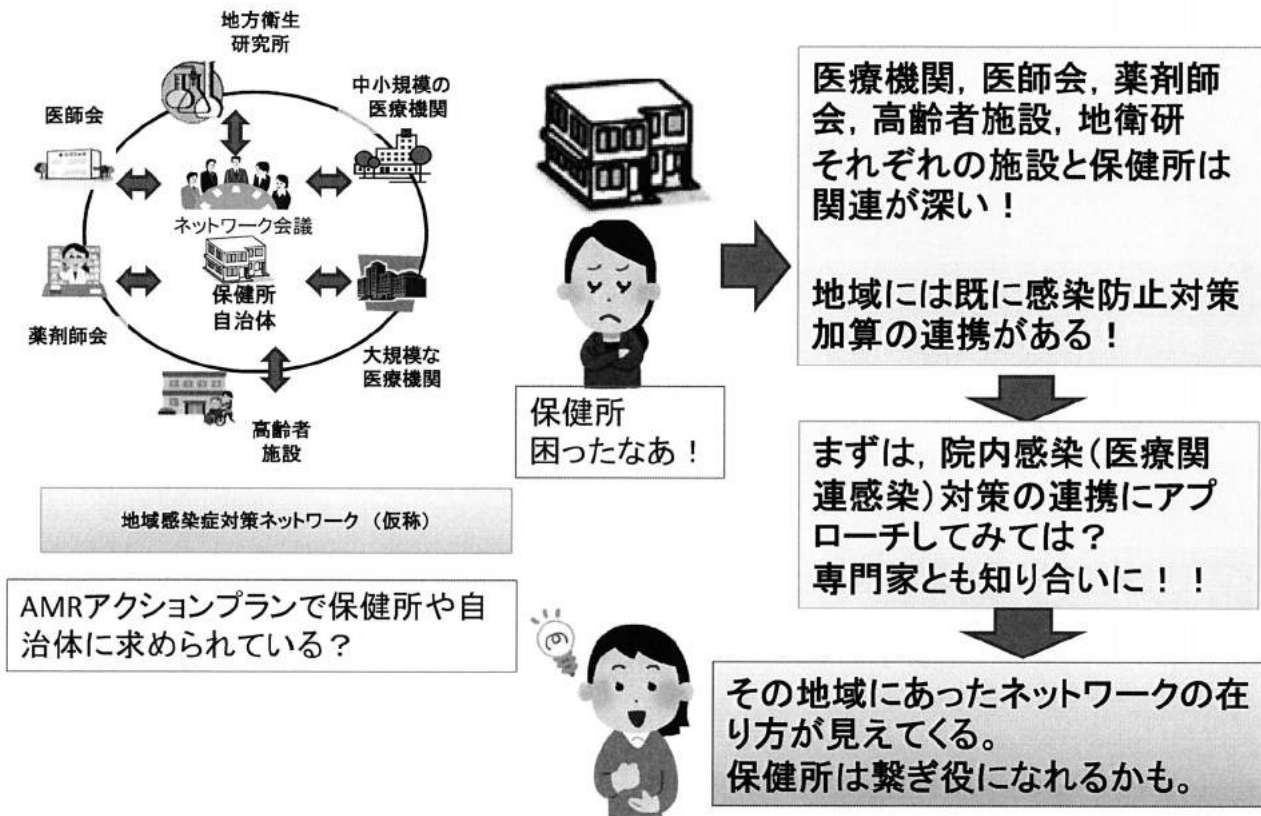 地方衛生
研究所
中小規模の
医療機関
医師会
ネットワーク会議
保健所
自治体
薬剤師会
大規模な
医療機関
高齢者
施設
地域感染症対策ネットワーク（仮称）
AMRアクションプランで保健所や自
治体に求められている？
保健所
困ったなあ！
医療機関，医師会，薬剤師
会，高齢者施設，地衛研
それぞれの施設と保健所は
関連が深い！
地域には既に感染防止対策
加算の連携がある！
まずは，院内感染（医療関
連感染）対策の連携にアプ
ローチしてみては？
専門家とも知り合いに！！
その地域にあったネットワークの在
り方が見えてくる。
保健所は繋ぎ役になれるかも。